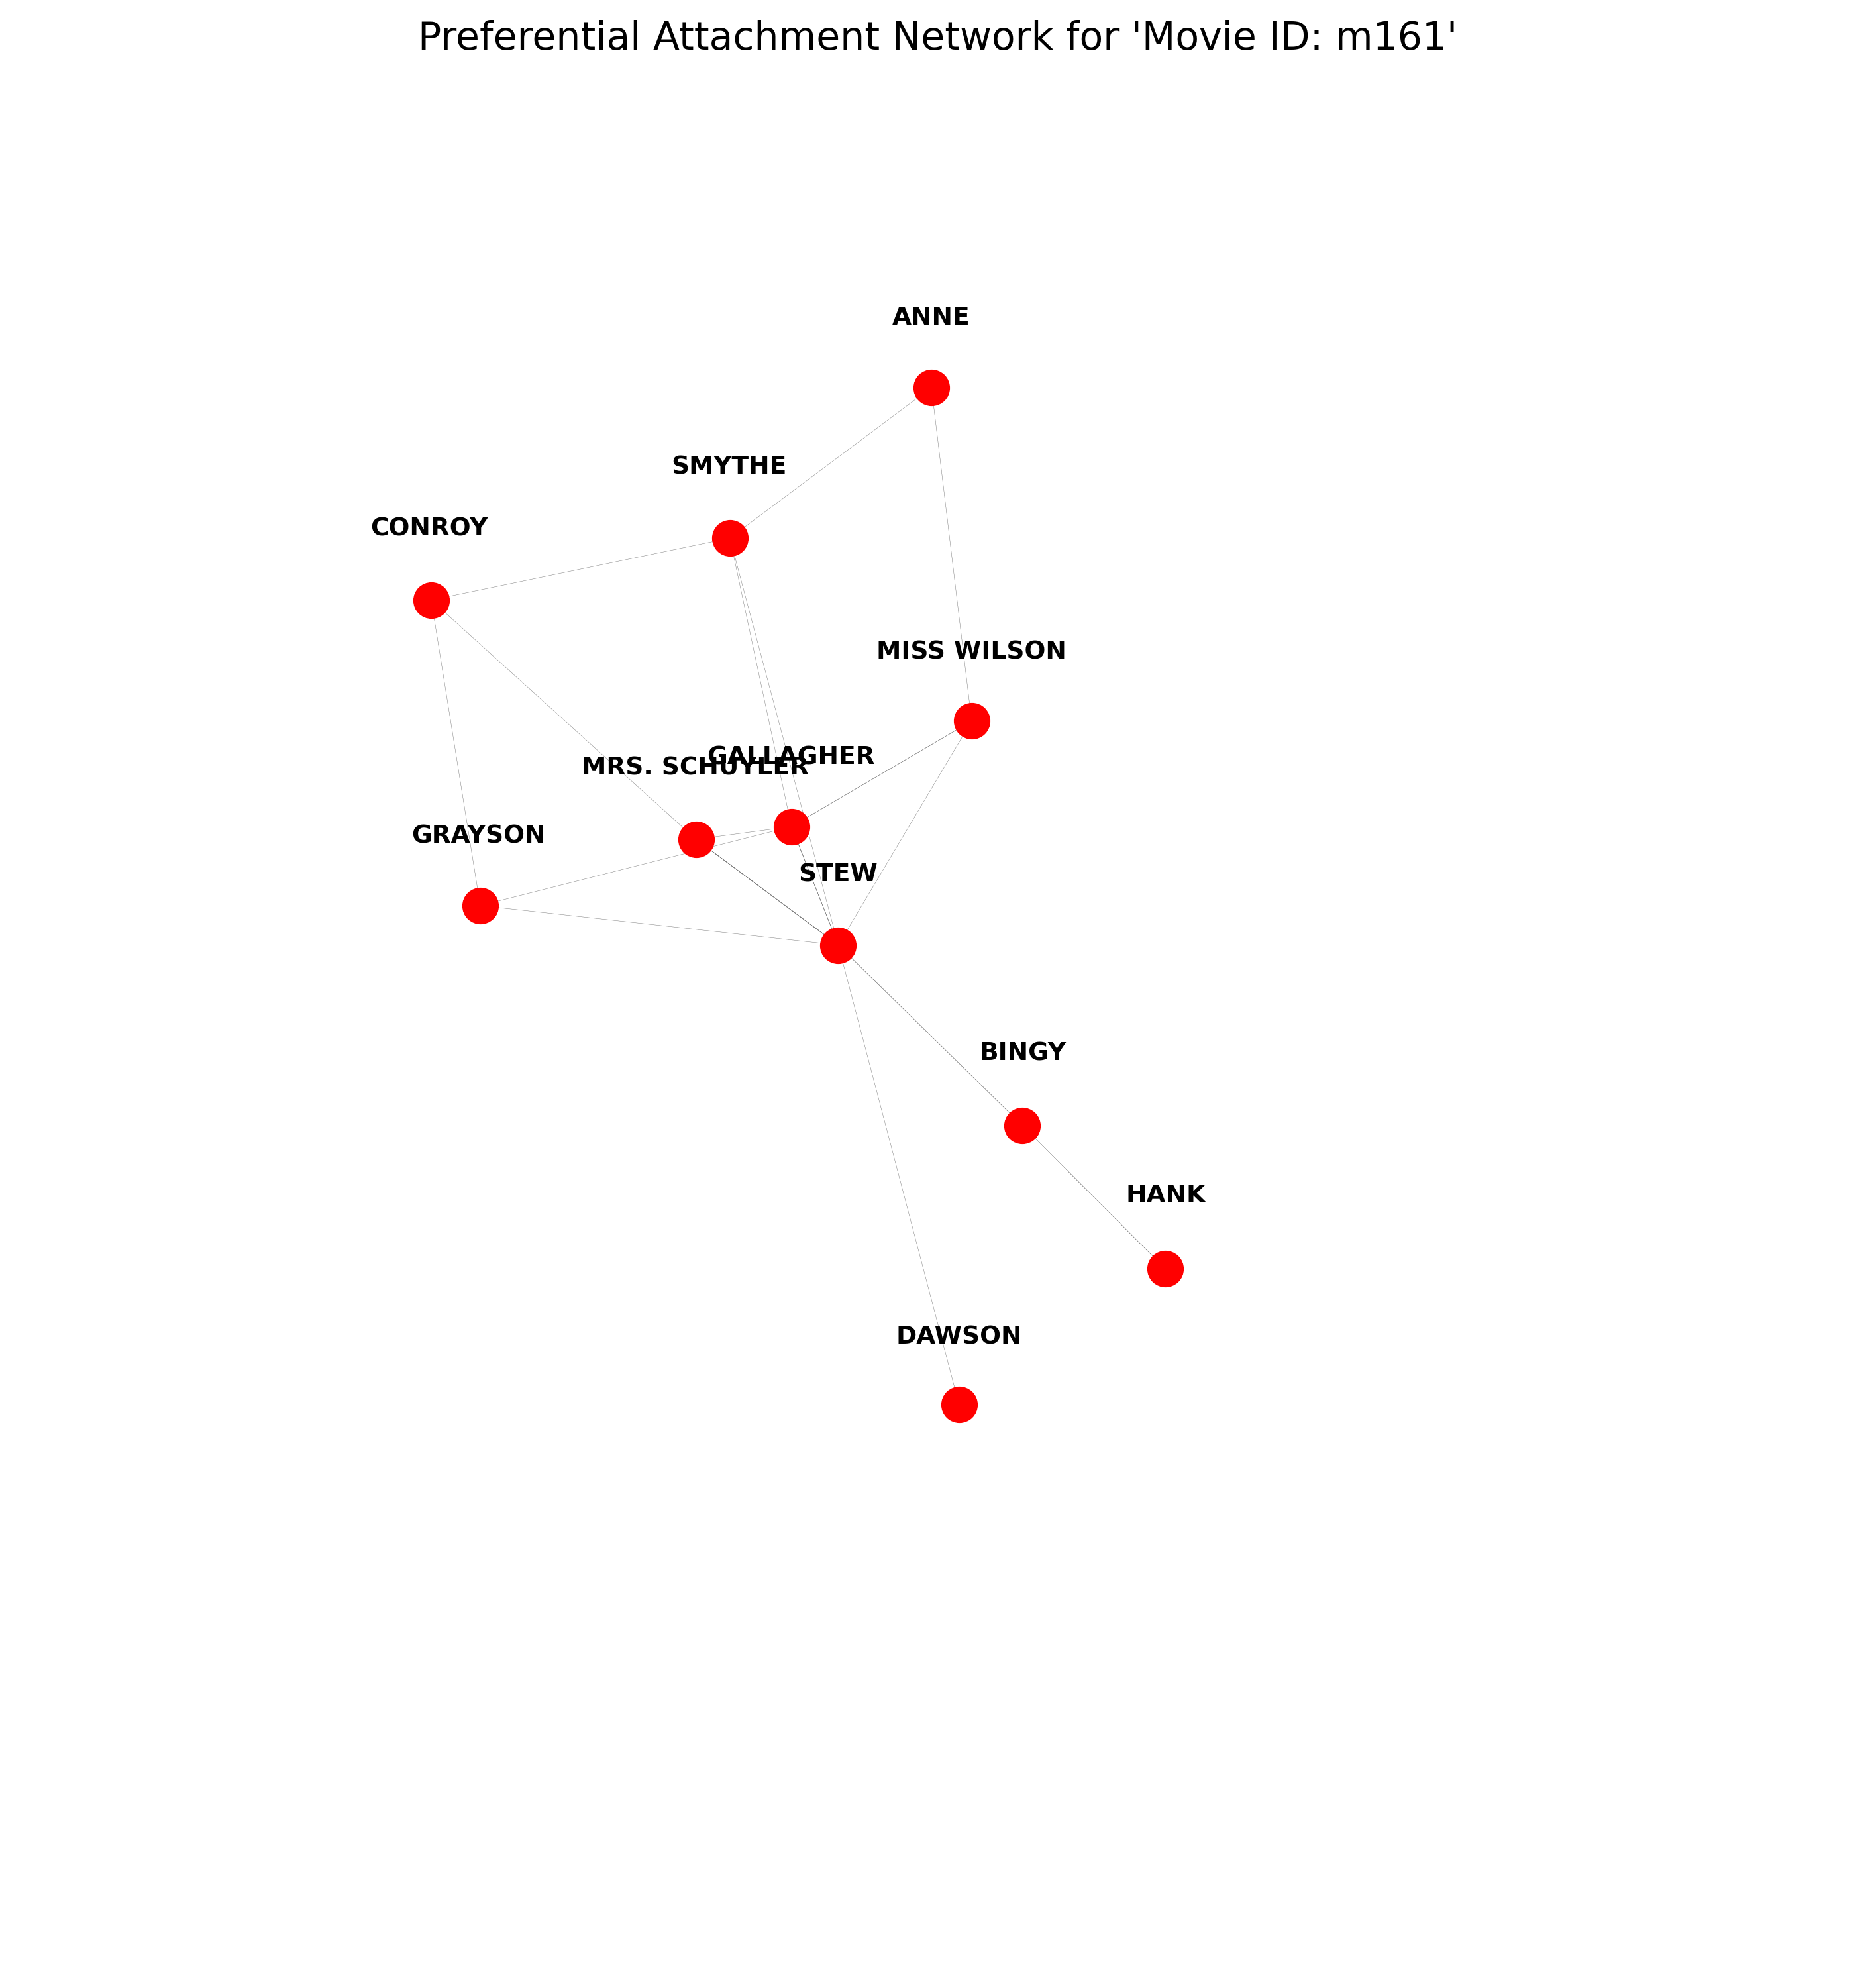 Preferential Attachment Network for 'Movie ID: m161'
ANNE
SMYTHE
CONROY
MISS WILSON
GALLAGHER
MRS. SCHUYLER
GRAYSON
STEW
BINGY
HANK
DAWSON